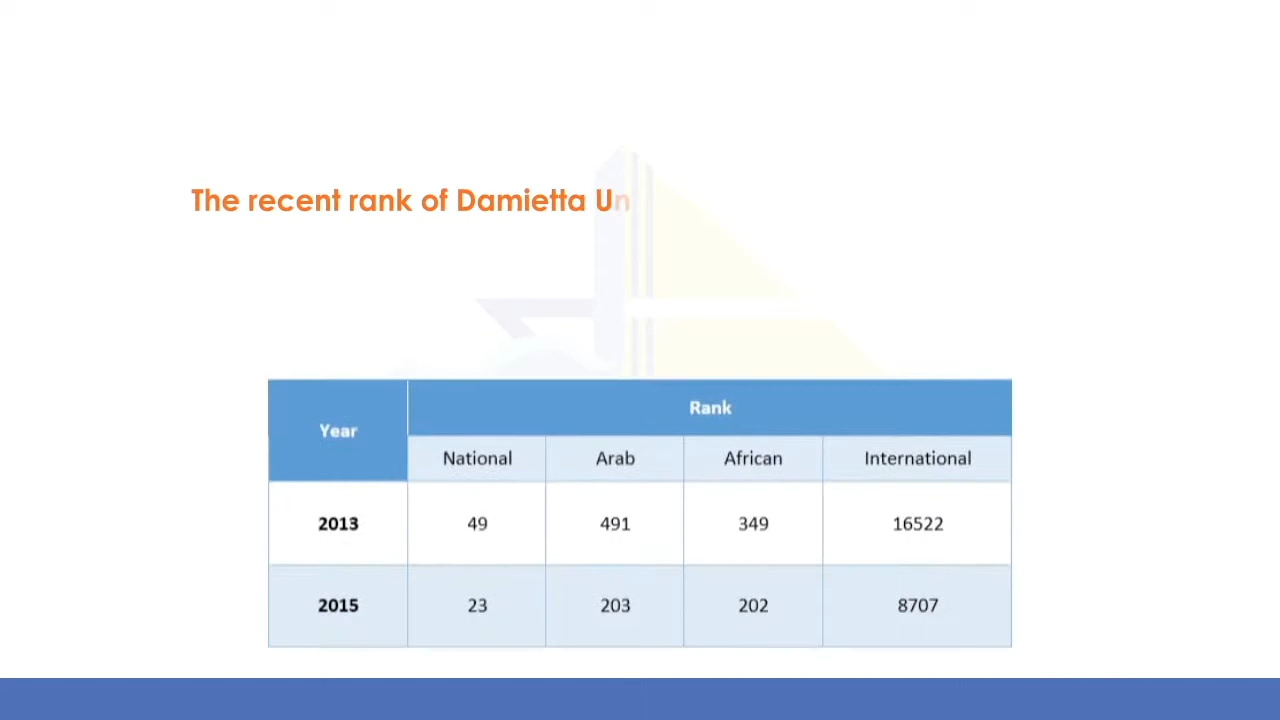 The recent rank of Damietta Un
Year Rank
National Arab African International
2013 49 491 349 16522
2015 23 203 202 8707